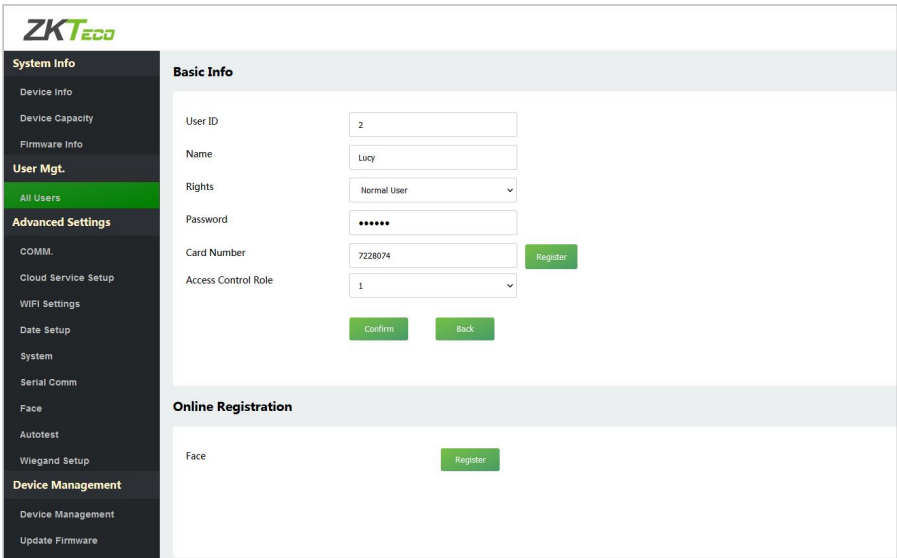 ZKTeco
System Info
Device Info
Device Capacity
Firmware Info
User Mgt.
All Users
Advanced Settings
COMM.
Cloud Service Setup
WIFI Settings
Date Setup
System
Serial Comm
Face
Autotest
Wiegand Setup
Device Management
Device Management
Update Firmware
Basic Info
User ID 2
Name Lucy
Rights Normal User
Password ••••••
Card Number 7228074 Register
Access Control Role 1
Confirm Back
Online Registration
Face Register